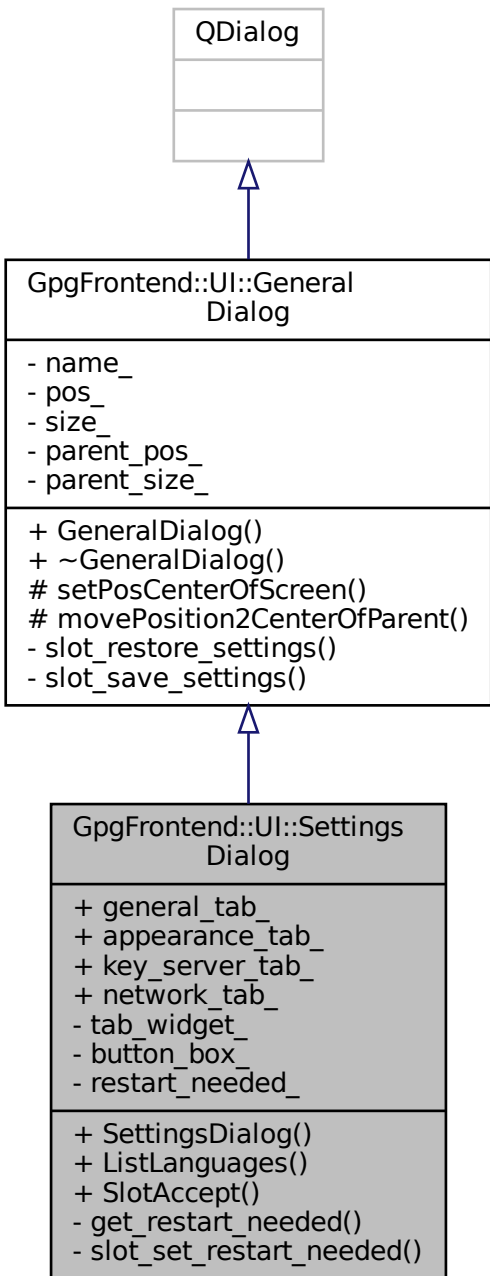 QDialog
GpgFrontend::UI::General
Dialog
- name_
- pos_
- size_
- parent_pos_
- parent_size_
+ GeneralDialog()
+ ~GeneralDialog()
# setPosCenterOfScreen()
# movePosition2CenterOfParent()
- slot_restore_settings()
- slot_save_settings()
GpgFrontend::UI::Settings
Dialog
+ general_tab_
+ appearance_tab_
+ key_server_tab_
+ network_tab_
- tab_widget_
- button_box_
- restart_needed_
+ SettingsDialog()
+ ListLanguages()
+ SlotAccept()
- get_restart_needed()
- slot_set_restart_needed()